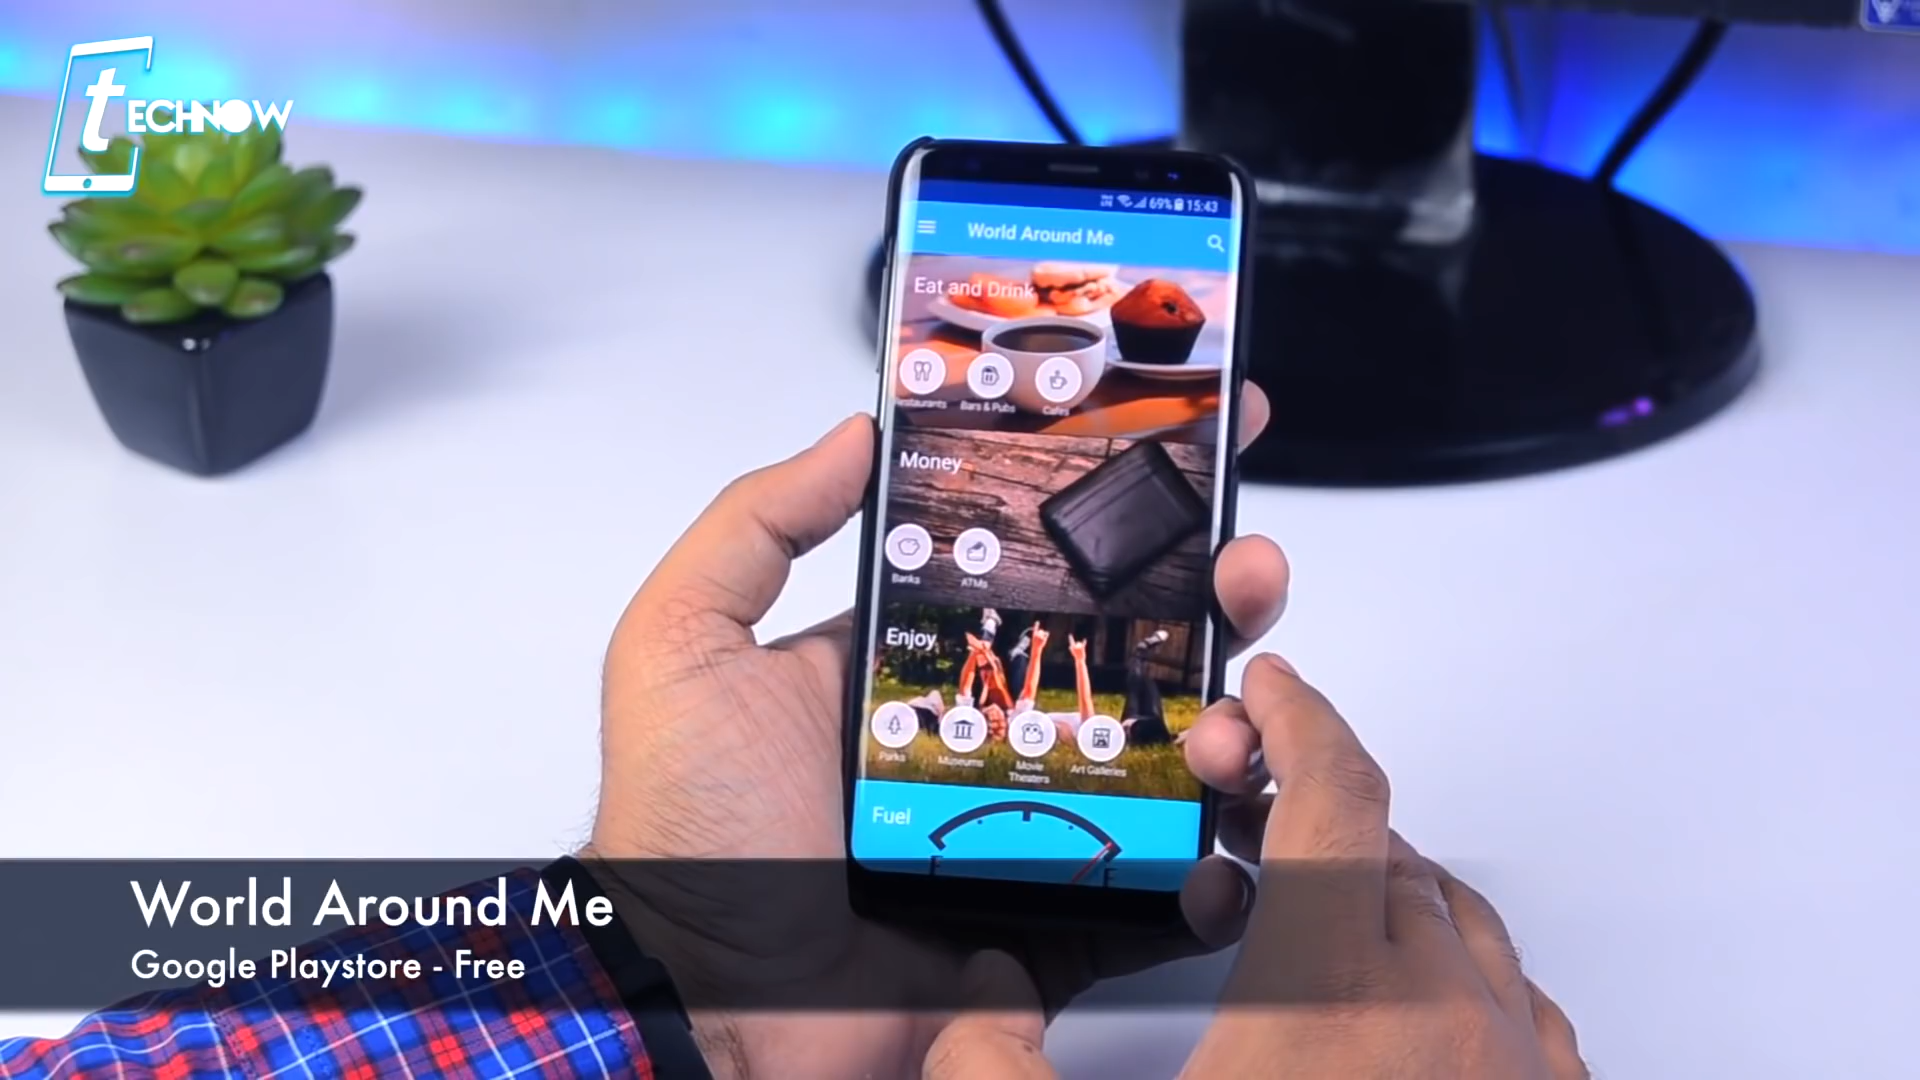 tECHNOW
69% 15:43
World Around Me
Eat and Drink
Restaurants Bars & Pubs Cafes
Money
Banks ATMs
Enjoy
Parks Museums Movie Theaters Art Galleries
Fuel
E F
World Around Me
Google Playstore - Free